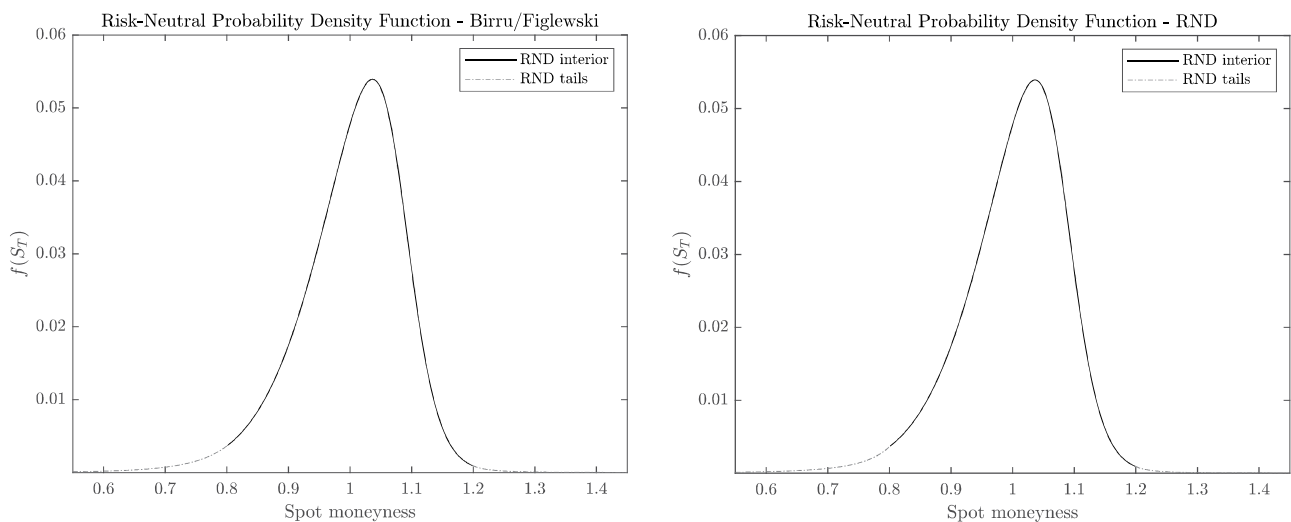 Risk-Neutral Probability Density Function - Birru/Figlewski
0.06
0.05
0.04
0.03
0.02
0.01
f(S_T)
RND interior
RND tails
0.6 0.7 0.8 0.9 1 1.1 1.2 1.3 1.4
Spot moneyness
Risk-Neutral Probability Density Function - RND
0.06
0.05
0.04
0.03
0.02
0.01
f(S_T)
RND interior
RND tails
0.6 0.7 0.8 0.9 1 1.1 1.2 1.3 1.4
Spot moneyness